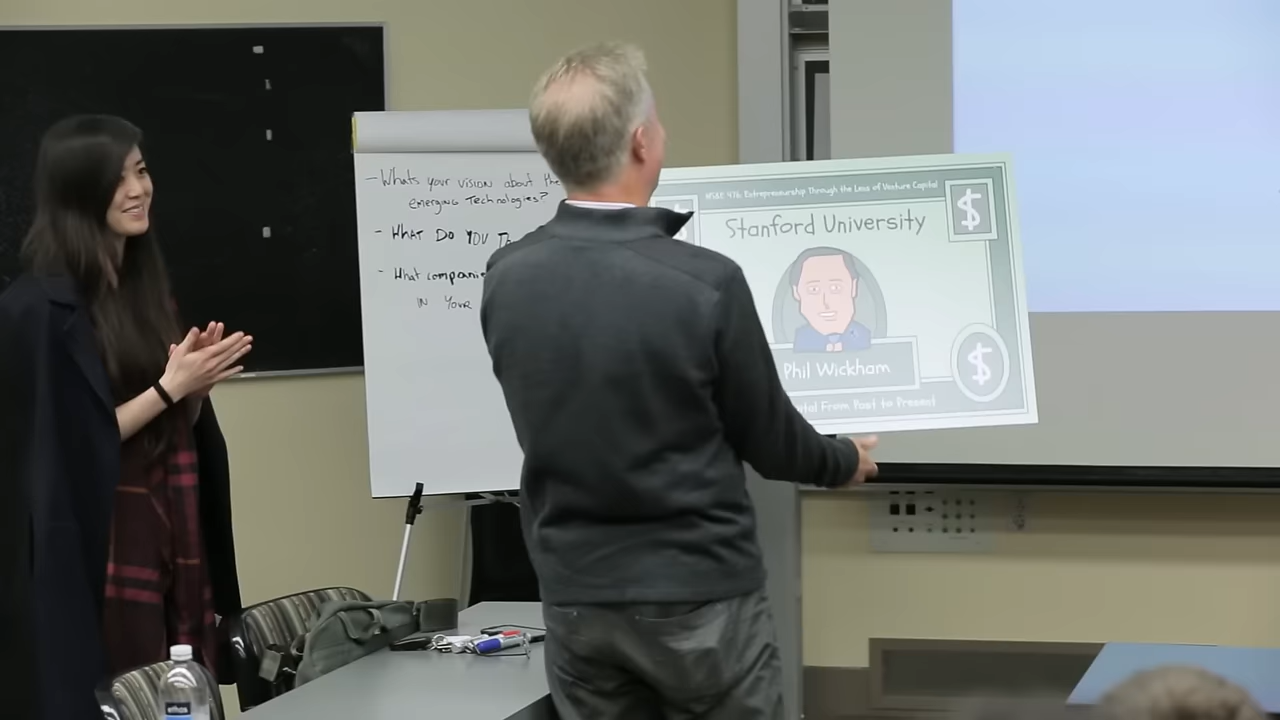 - Whats your vision about the
emerging Technologies?
- WHAT DO YOU
- What
IN YOUR
MS&E 476: Entrepreneurship Through the Lens of Venture Capital
Stanford University
$
Phil Wickham
$
From Past to Present
ethos